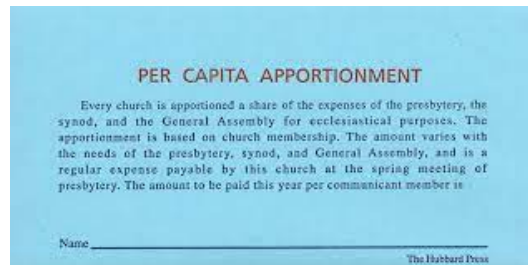 PER CAPITA APPORTIONMENT
Every church is apportioned a share of the expenses of the presbytery, the
synod, and the General Assembly for ecclesiastical purposes. The
apportionment is based on church membership. The amount varies with
the needs of the presbytery, synod, and General Assembly, and is a
regular expense payable by this church at the spring meeting of
presbytery. The amount to be paid this year per communicant member is
Name
The Hubbard Press